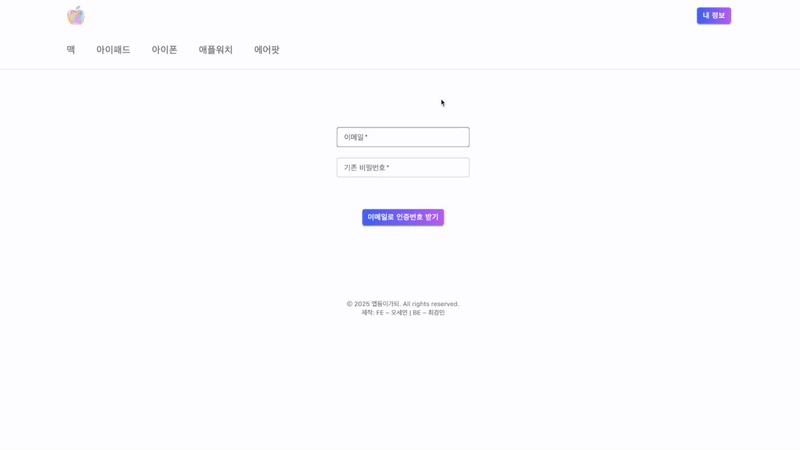 내 정보
맥 아이패드 아이폰 애플워치 에어팟
이메일 *
기존 비밀번호 *
이메일로 인증번호 받기
© 2025 앱등이가되. All rights reserved.
제작: FE – 오세언 | BE – 최강민